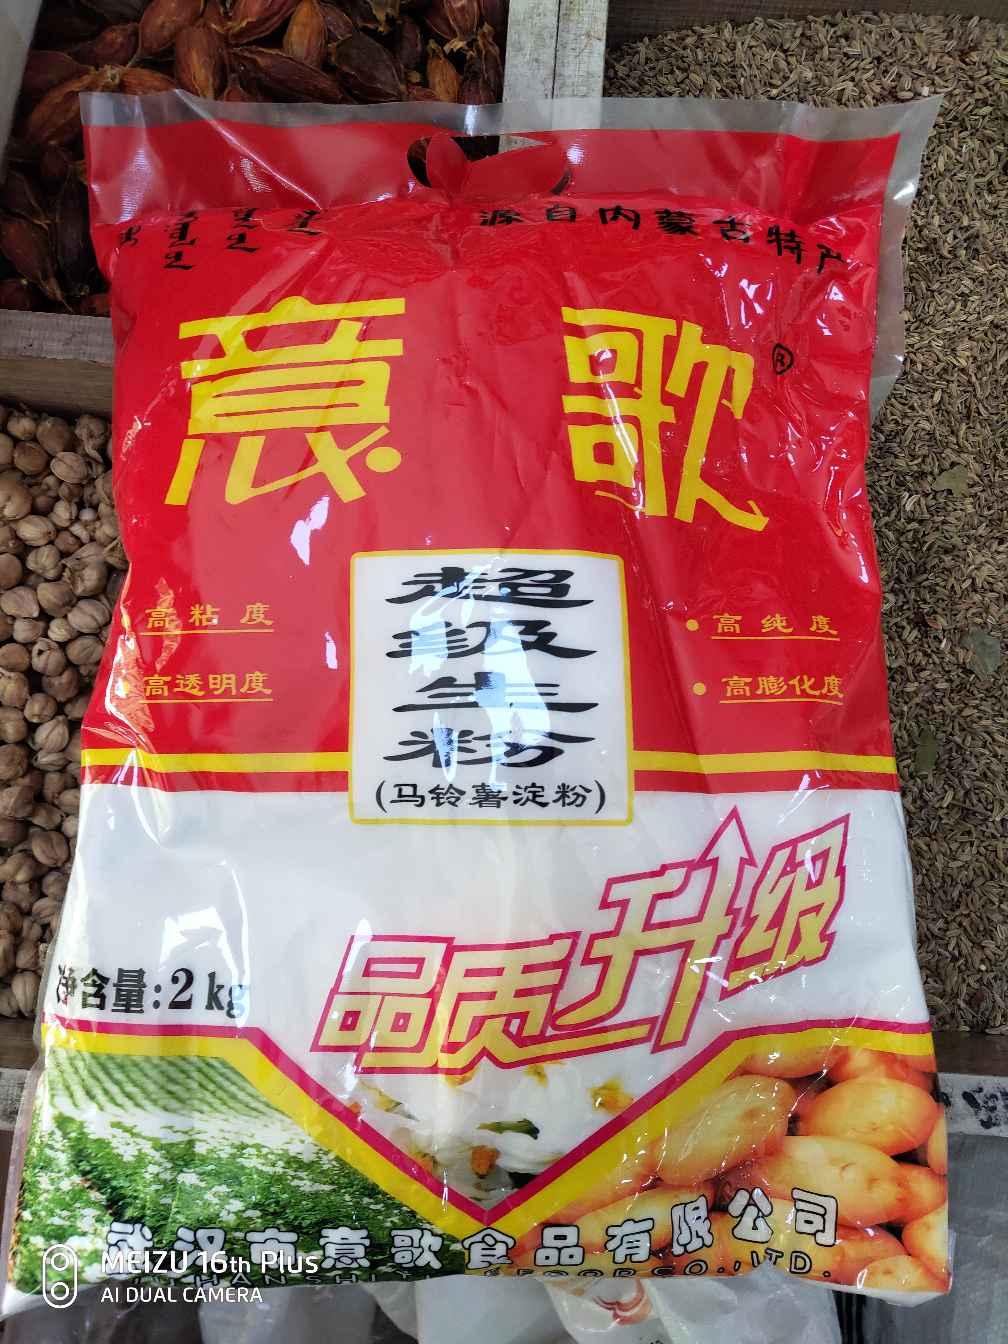 源自内蒙古特产
意歌®
超级生粉
(马铃薯淀粉)
高粘度
高透明度
高纯度
高膨化度
品质升级
净含量:2kg
武汉市意歌食品有限公司
MEIZU 16th Plus
AI DUAL CAMERA